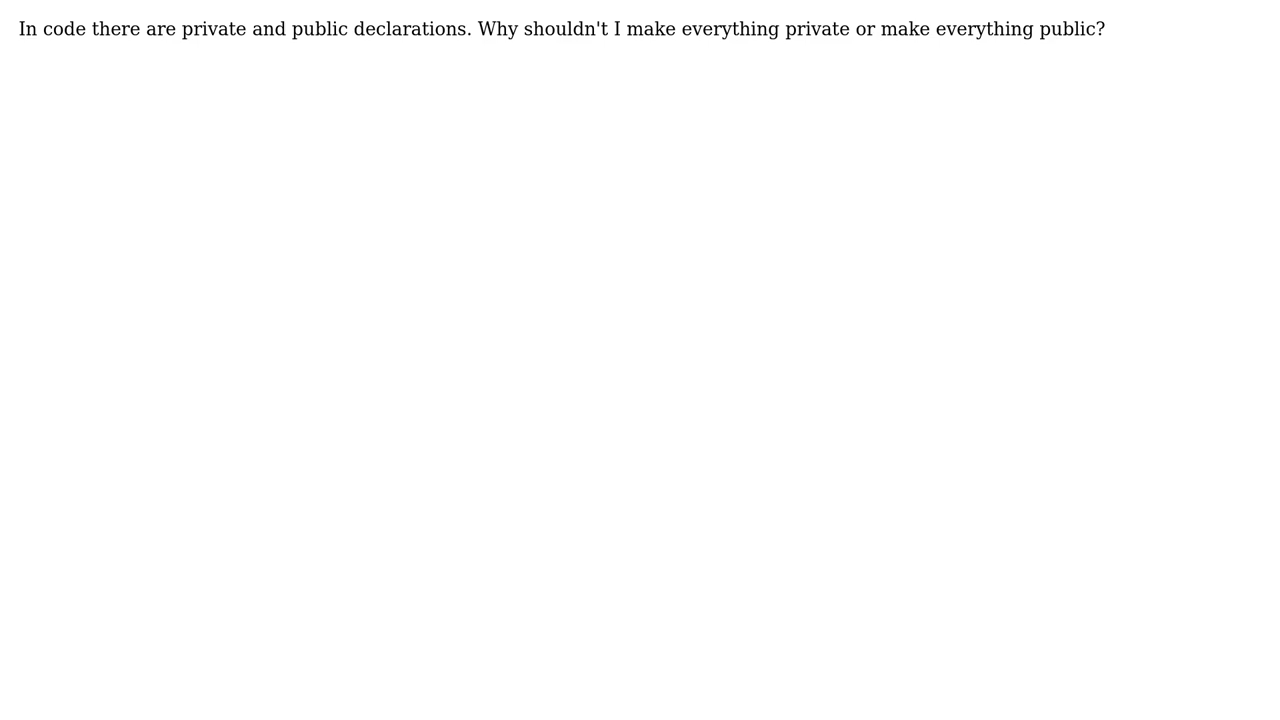 In code there are private and public declarations. Why shouldn't I make everything private or make everything public?